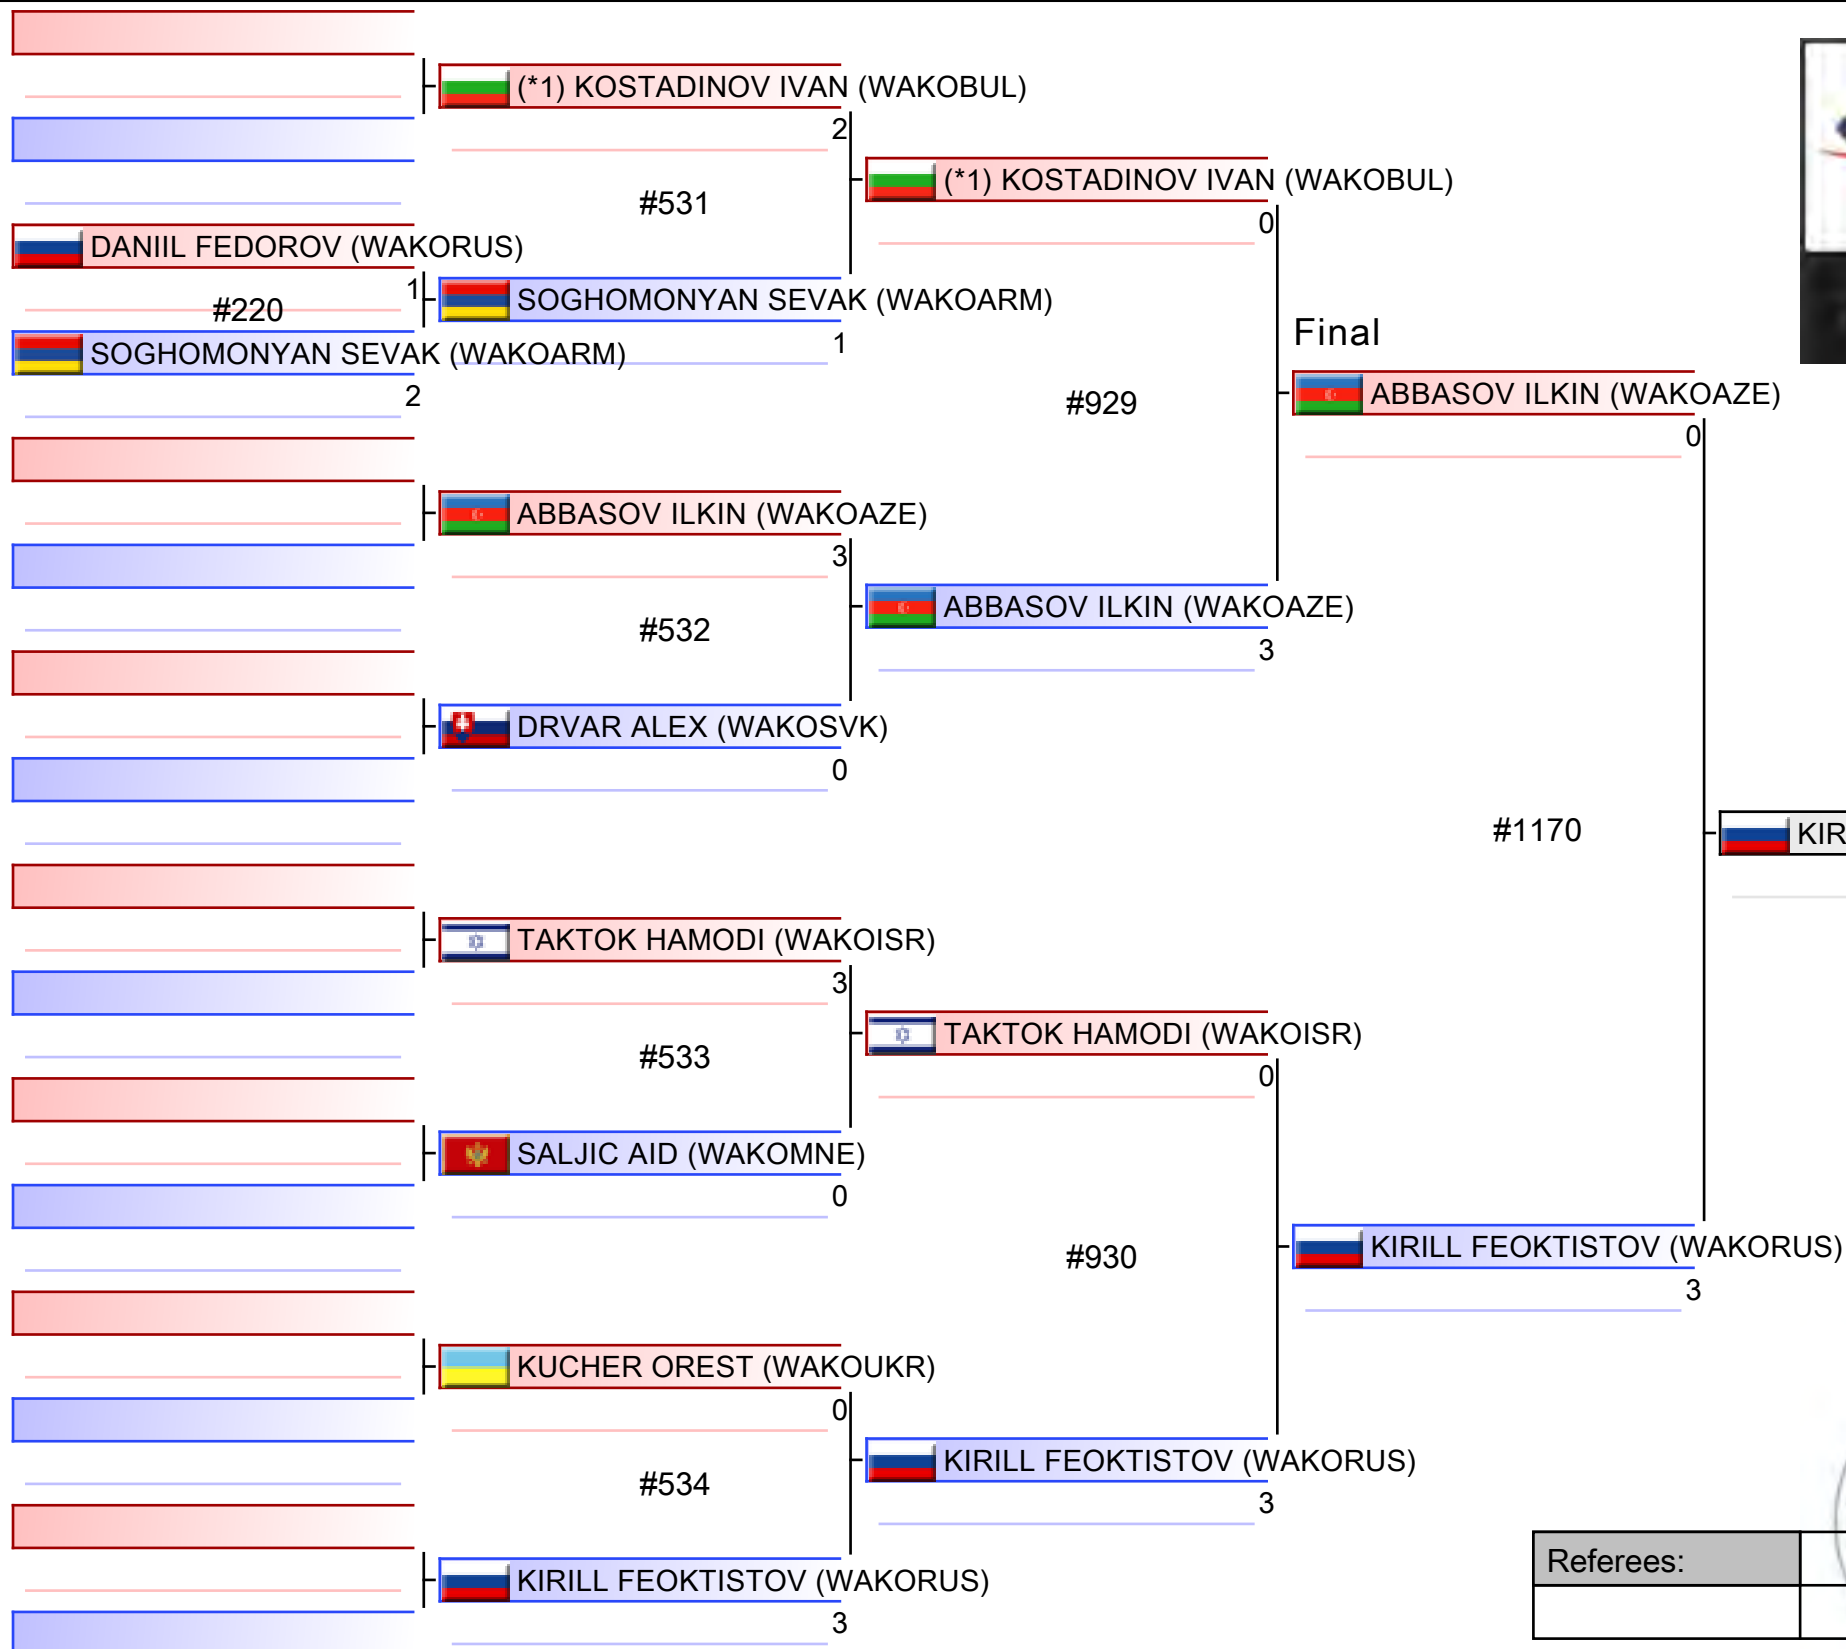 (*1) KOSTADINOV IVAN (WAKOBUL)
2
(*1) KOSTADINOV IVAN (WAKOBUL)
#531
0
DANIIL FEDOROV (WAKORUS)
1
#220
SOGHOMONYAN SEVAK (WAKOARM)
Final
1
SOGHOMONYAN SEVAK (WAKOARM)
2
#929
ABBASOV ILKIN (WAKOAZE)
0
ABBASOV ILKIN (WAKOAZE)
3
ABBASOV ILKIN (WAKOAZE)
#532
3
DRVAR ALEX (WAKOSVK)
0
#1170
KIR
TAKTOK HAMODI (WAKOISR)
3
TAKTOK HAMODI (WAKOISR)
#533
0
SALJIC AID (WAKOMNE)
0
#930
KIRILL FEOKTISTOV (WAKORUS)
3
KUCHER OREST (WAKOUKR)
0
KIRILL FEOKTISTOV (WAKORUS)
#534
3
Referees:
KIRILL FEOKTISTOV (WAKORUS)
3